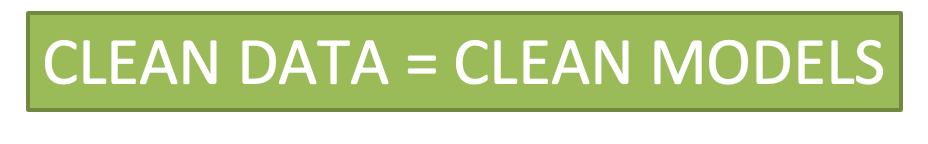 CLEAN DATA = CLEAN MODELS